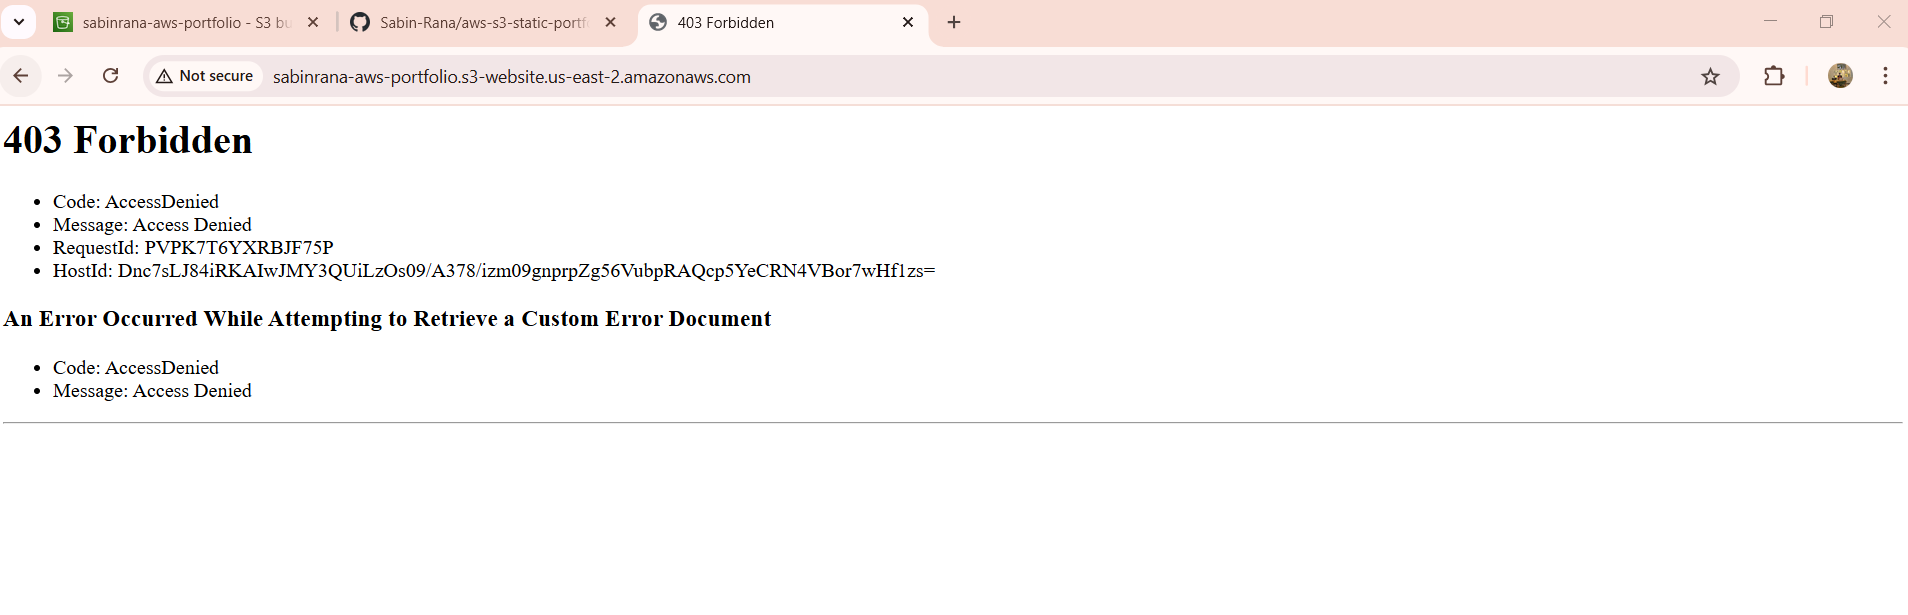 sabinrana-aws-portfolio - S3 bu
Sabin-Rana/aws-s3-static-portf
403 Forbidden
Not secure
sabinrana-aws-portfolio.s3-website.us-east-2.amazonaws.com
403 Forbidden
Code: AccessDenied
Message: Access Denied
RequestId: PVPK7T6YXRBJF75P
HostId: Dnc7sLJ84iRKAIwJMY3QUiLzOs09/A378/izm09gnprpZg56VubpRAQcp5YeCRN4VBor7wHf1zs=
An Error Occurred While Attempting to Retrieve a Custom Error Document
Code: AccessDenied
Message: Access Denied